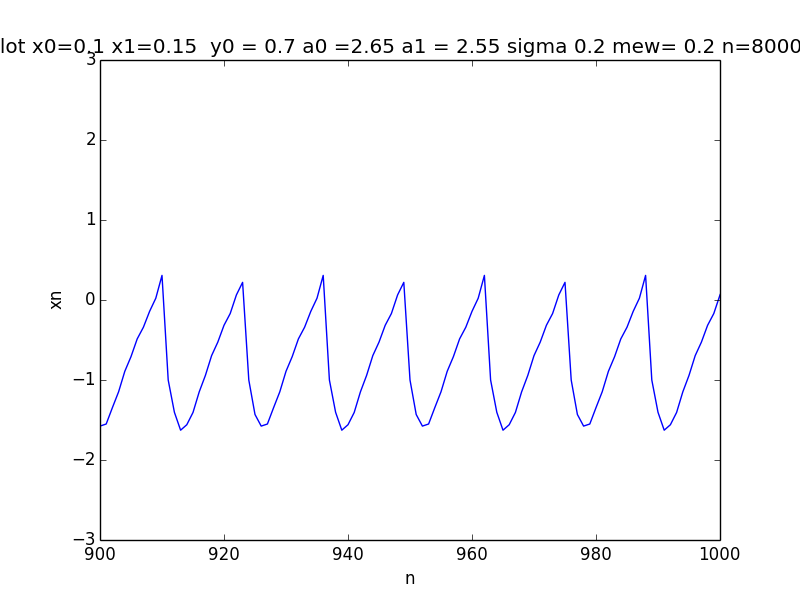 lot x0=0.1 x1=0.15  y0 = 0.7 a0 =2.65 a1 = 2.55 sigma 0.2 mew= 0.2 n=8000
3
2
1
0
−1
−2
−3
xn
900 920 940 960 980 1000
n